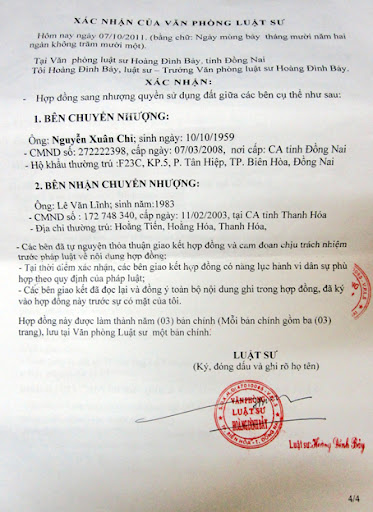 XÁC NHẬN CỦA VĂN PHÒNG LUẬT SƯ
Hôm nay ngày 07/10/2011. (bằng chữ: Ngày mùng bảy tháng mười năm hai
ngàn không trăm mười một).
Tại Văn phòng luật sư Hoàng Đình Bảy, tỉnh Đồng Nai
Tôi Hoàng Đình Bảy, luật sư – Trưởng Văn phòng luật sư Hoàng Đình Bảy.
XÁC NHẬN:
- Hợp đồng sang nhượng quyền sử dụng đất giữa các bên cụ thể như sau:
1. BÊN CHUYỂN NHƯỢNG:
Ông: Nguyễn Xuân Chi; sinh ngày: 10/10/1959
- CMND số: 272222398, cấp ngày: 07/03/2008, nơi cấp: CA tỉnh Đồng Nai
- Hộ khẩu thường trú :F23C, KP.5, P. Tân Hiệp, TP. Biên Hòa, Đồng Nai
2. BÊN NHẬN CHUYỂN NHƯỢNG:
Ông: Lê Văn Lĩnh; sinh năm:1983
- CMND số : 172 748 340, cấp ngày: 11/02/2003, tại CA tỉnh Thanh Hóa
- Địa chỉ thường trú: Hoằng Tiến, Hoằng Hóa, Thanh Hóa.
- Các bên đã tự nguyện thỏa thuận giao kết hợp đồng và cam đoan chịu trách nhiệm
trước pháp luật về nội dung hợp đồng;
- Tại thời điểm xác nhận, các bên giao kết hợp đồng có năng lực hành vi dân sự phù
hợp theo quy định của pháp luật;
- Các bên giao kết đã đọc lại và đồng ý toàn bộ nội dung ghi trong hợp đồng, đã ký
vào hợp đồng này trước sự có mặt của tôi.
Hợp đồng này được làm thành năm (03) bản chính (Mỗi bản chính gồm ba (03)
trang), lưu tại Văn phòng Luật sư một bản chính.
LUẬT SƯ
(Ký, đóng dấu và ghi rõ họ tên)
VĂN PHÒNG
LUẬT SƯ
HOÀNG ĐÌNH BẢY
Luật sư: Hoàng Đình Bảy
4/4